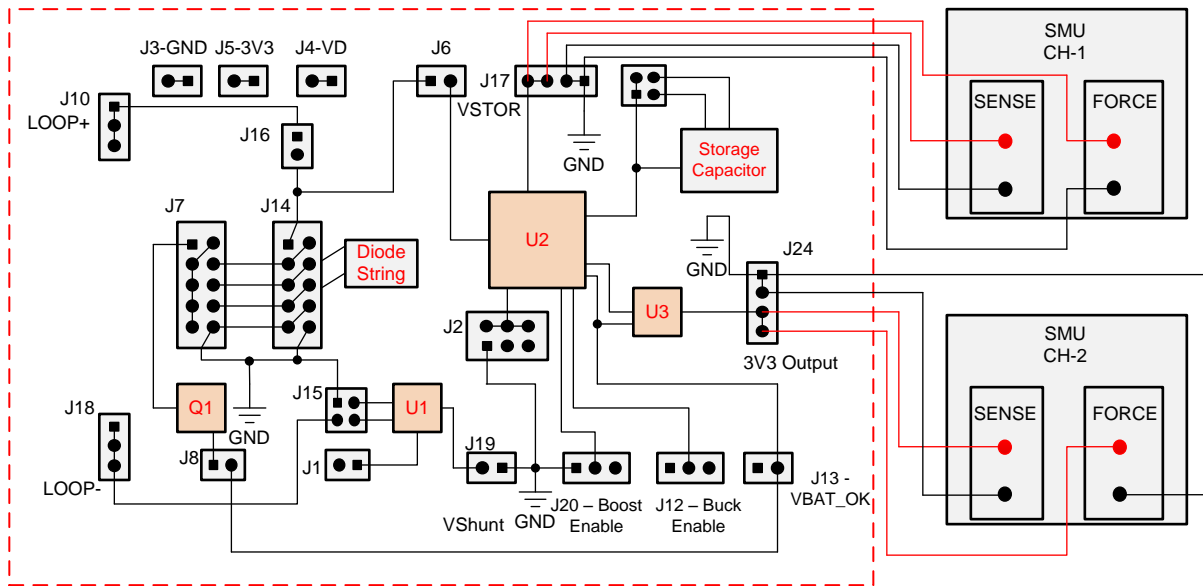 SMU
CH-1
J3-GND J5-3V3 J4-VD
J6
J17
VSTOR
SENSE
FORCE
J10
LOOP+
J16
GND
Storage
Capacitor
J7
J14
U2
Diode
String
GND
J24
U3
J2
3V3 Output
SMU
CH-2
J15
Q1
U1
SENSE
FORCE
J18
GND
J8
J1
J19
LOOP-
VShunt
GND
J20 – Boost
Enable
J12 – Buck
Enable
J13 -
VBAT_OK